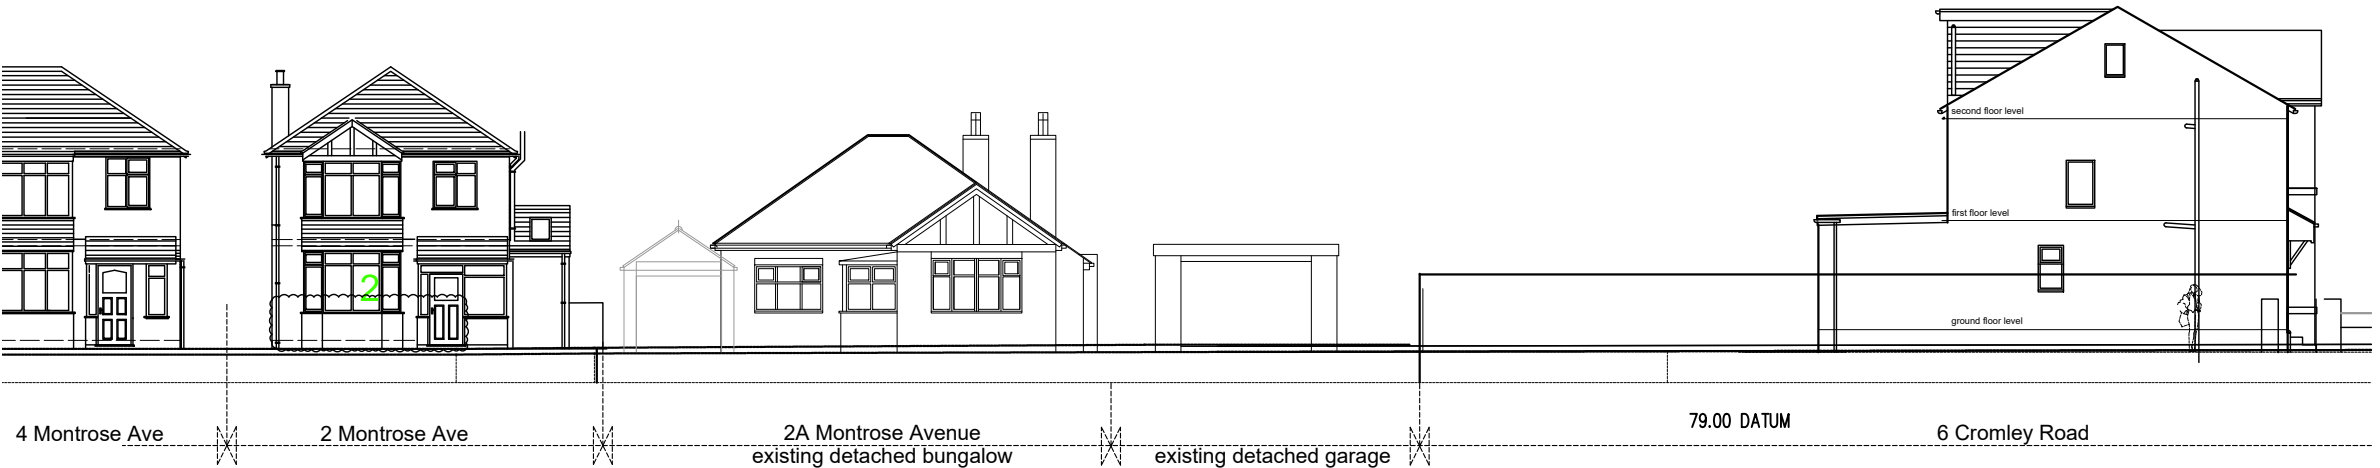 second floor level
first floor level
2
ground floor level
79.00 DATUM
4 Montrose Ave
2 Montrose Ave
2A Montrose Avenue
existing detached bungalow
existing detached garage
6 Cromley Road